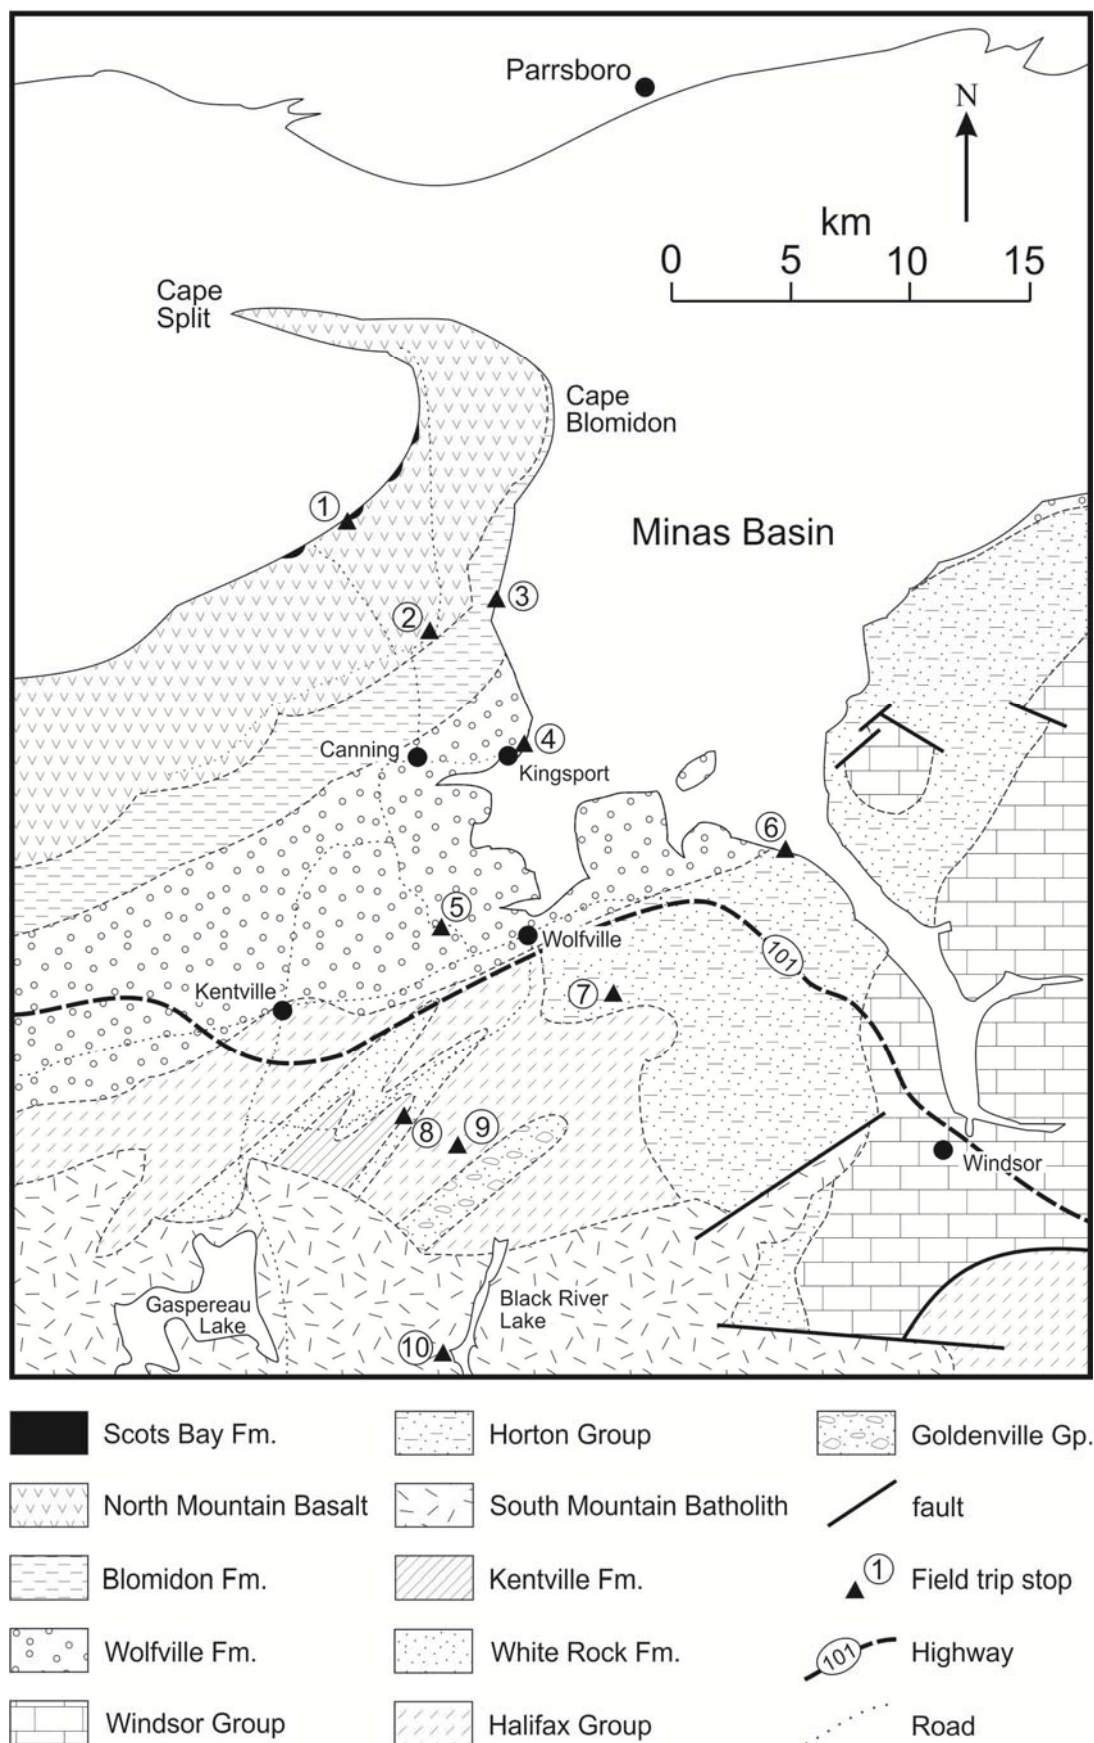 Parrsboro
N
km
0 5 10 15
Cape
Split
Cape
Blomidon
1
Minas Basin
3
2
Canning
4
Kingsport
6
5
Wolfville
101
Kentville
7
8
9
Windsor
Gaspereau
Lake
Black River
Lake
10
Scots Bay Fm.
Horton Group
Goldenville Gp.
North Mountain Basalt
South Mountain Batholith
fault
Blomidon Fm.
Kentville Fm.
1
Field trip stop
Wolfville Fm.
White Rock Fm.
101
Highway
Windsor Group
Halifax Group
Road